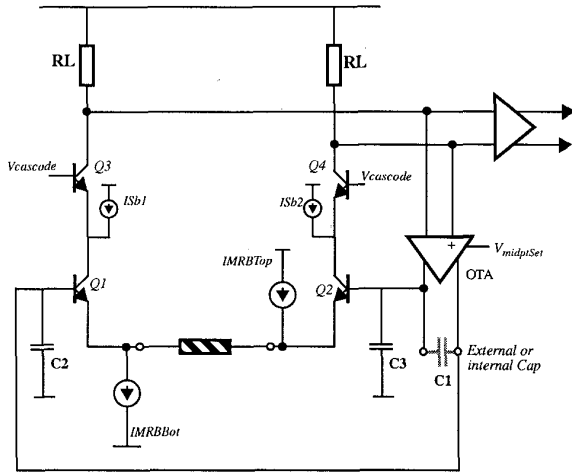 RL
RL
Vcascode
Q3
Q4
Vcascode
ISb1
ISb2
+
VmidptSet
OTA
IMRBTop
Q1
Q2
C2
C3
C1
External or
internal Cap
IMRBBot